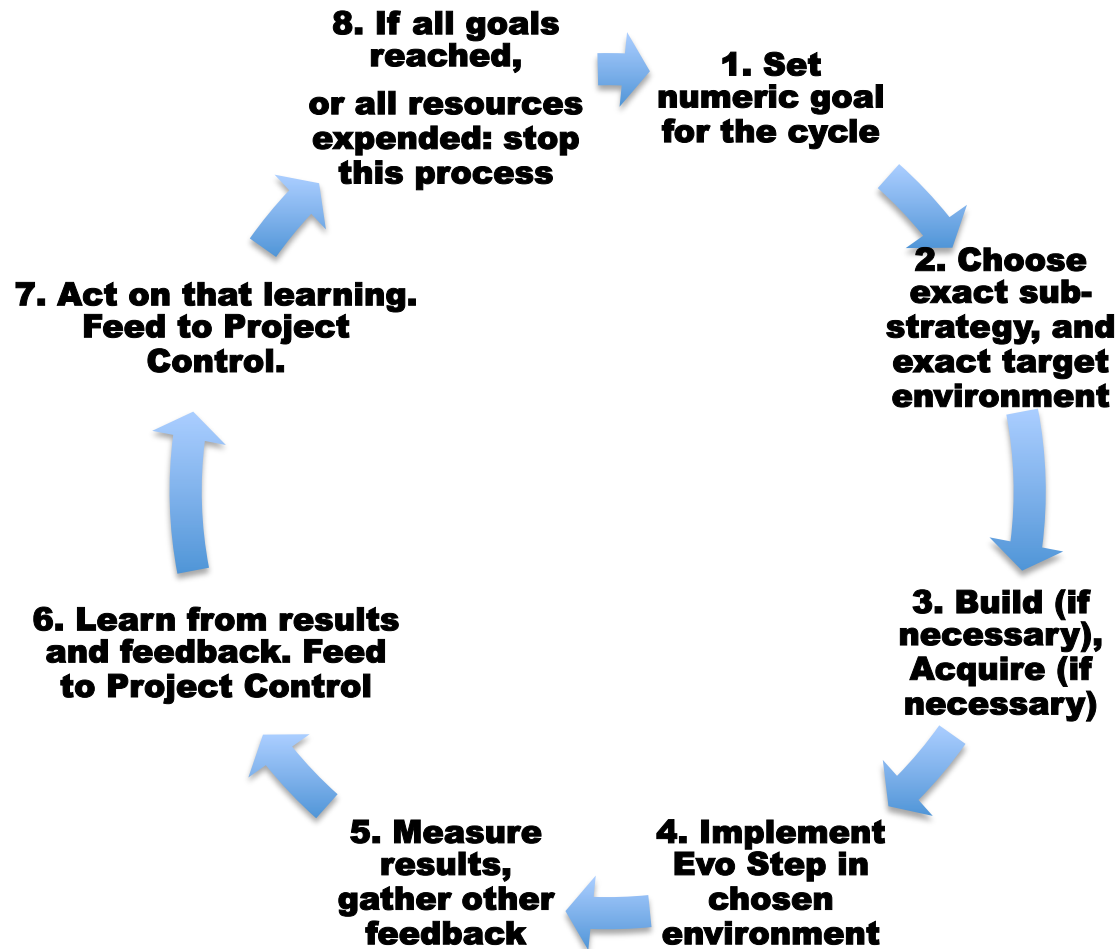 8. If all goals
reached,
or all resources
expended: stop
this process
1. Set
numeric goal
for the cycle
2. Choose
exact sub-
strategy, and
exact target
environment
3. Build (if
necessary),
Acquire (if
necessary)
4. Implement
Evo Step in
chosen
environment
5. Measure
results,
gather other
feedback
6. Learn from results
and feedback. Feed
to Project Control
7. Act on that learning.
Feed to Project
Control.